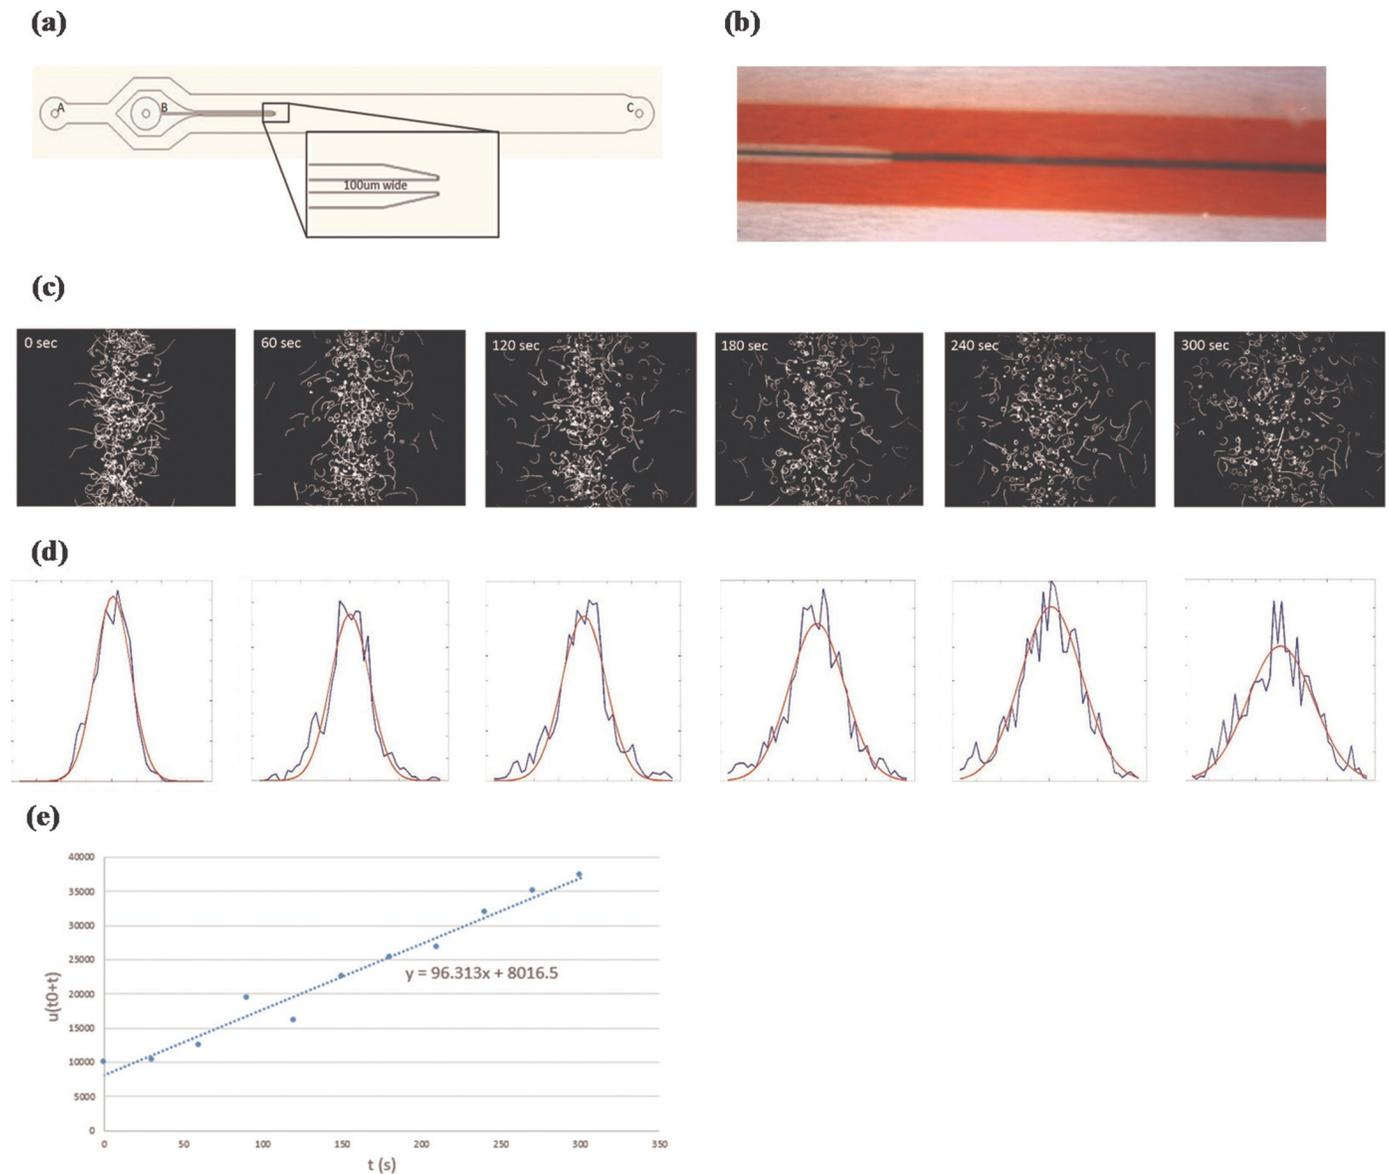 (a)
(b)
A
B
C
100um wide
(c)
0 sec
60 sec
120 sec
180 sec
240 sec
300 sec
(d)
(e)
40000
35000
30000
25000
20000
15000
10000
5000
0
u(t0+t)
y = 96.313x + 8016.5
0
50
100
150
200
250
300
350
t (s)